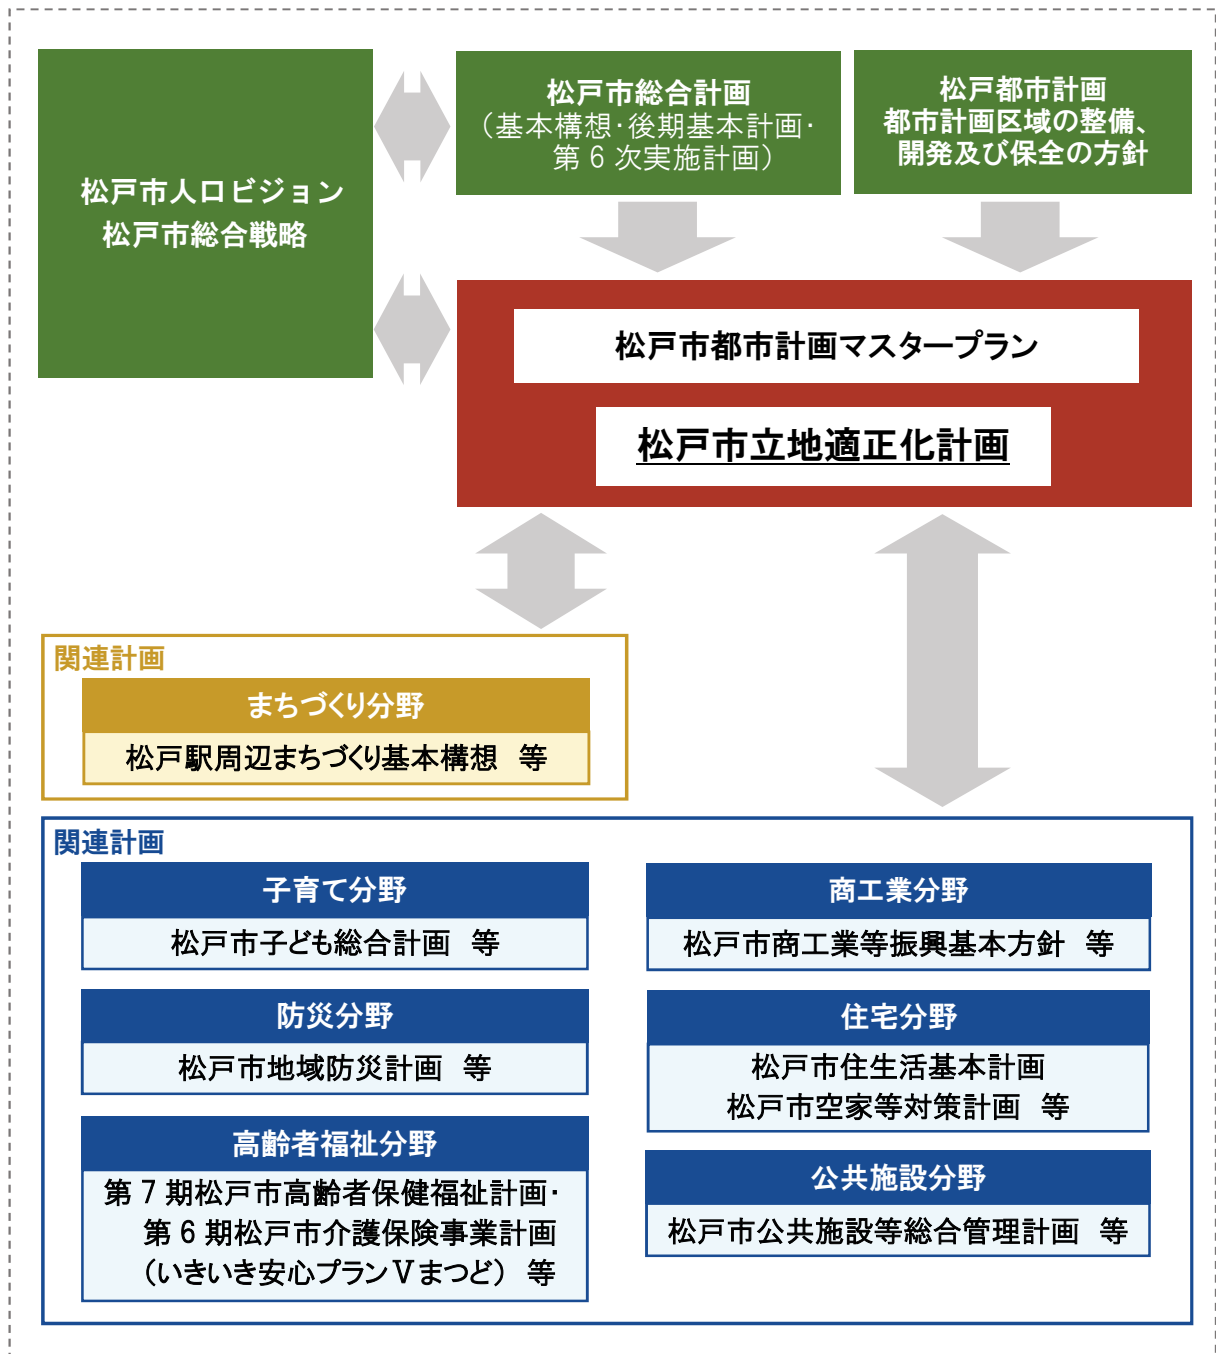 松戸市人口ビジョン
松戸市総合戦略
松戸市総合計画
（基本構想・後期基本計画・
第６次実施計画）
松戸都市計画
都市計画区域の整備、
開発及び保全の方針
松戸市都市計画マスタープラン
松戸市立地適正化計画
関連計画
まちづくり分野
松戸駅周辺まちづくり基本構想　等
関連計画
子育て分野
松戸市子ども総合計画　等
防災分野
松戸市地域防災計画　等
高齢者福祉分野
第７期松戸市高齢者保健福祉計画・
第６期松戸市介護保険事業計画
（いきいき安心プランⅤまつど）　等
商工業分野
松戸市商工業等振興基本方針　等
住宅分野
松戸市住生活基本計画
松戸市空家等対策計画　等
公共施設分野
松戸市公共施設等総合管理計画　等